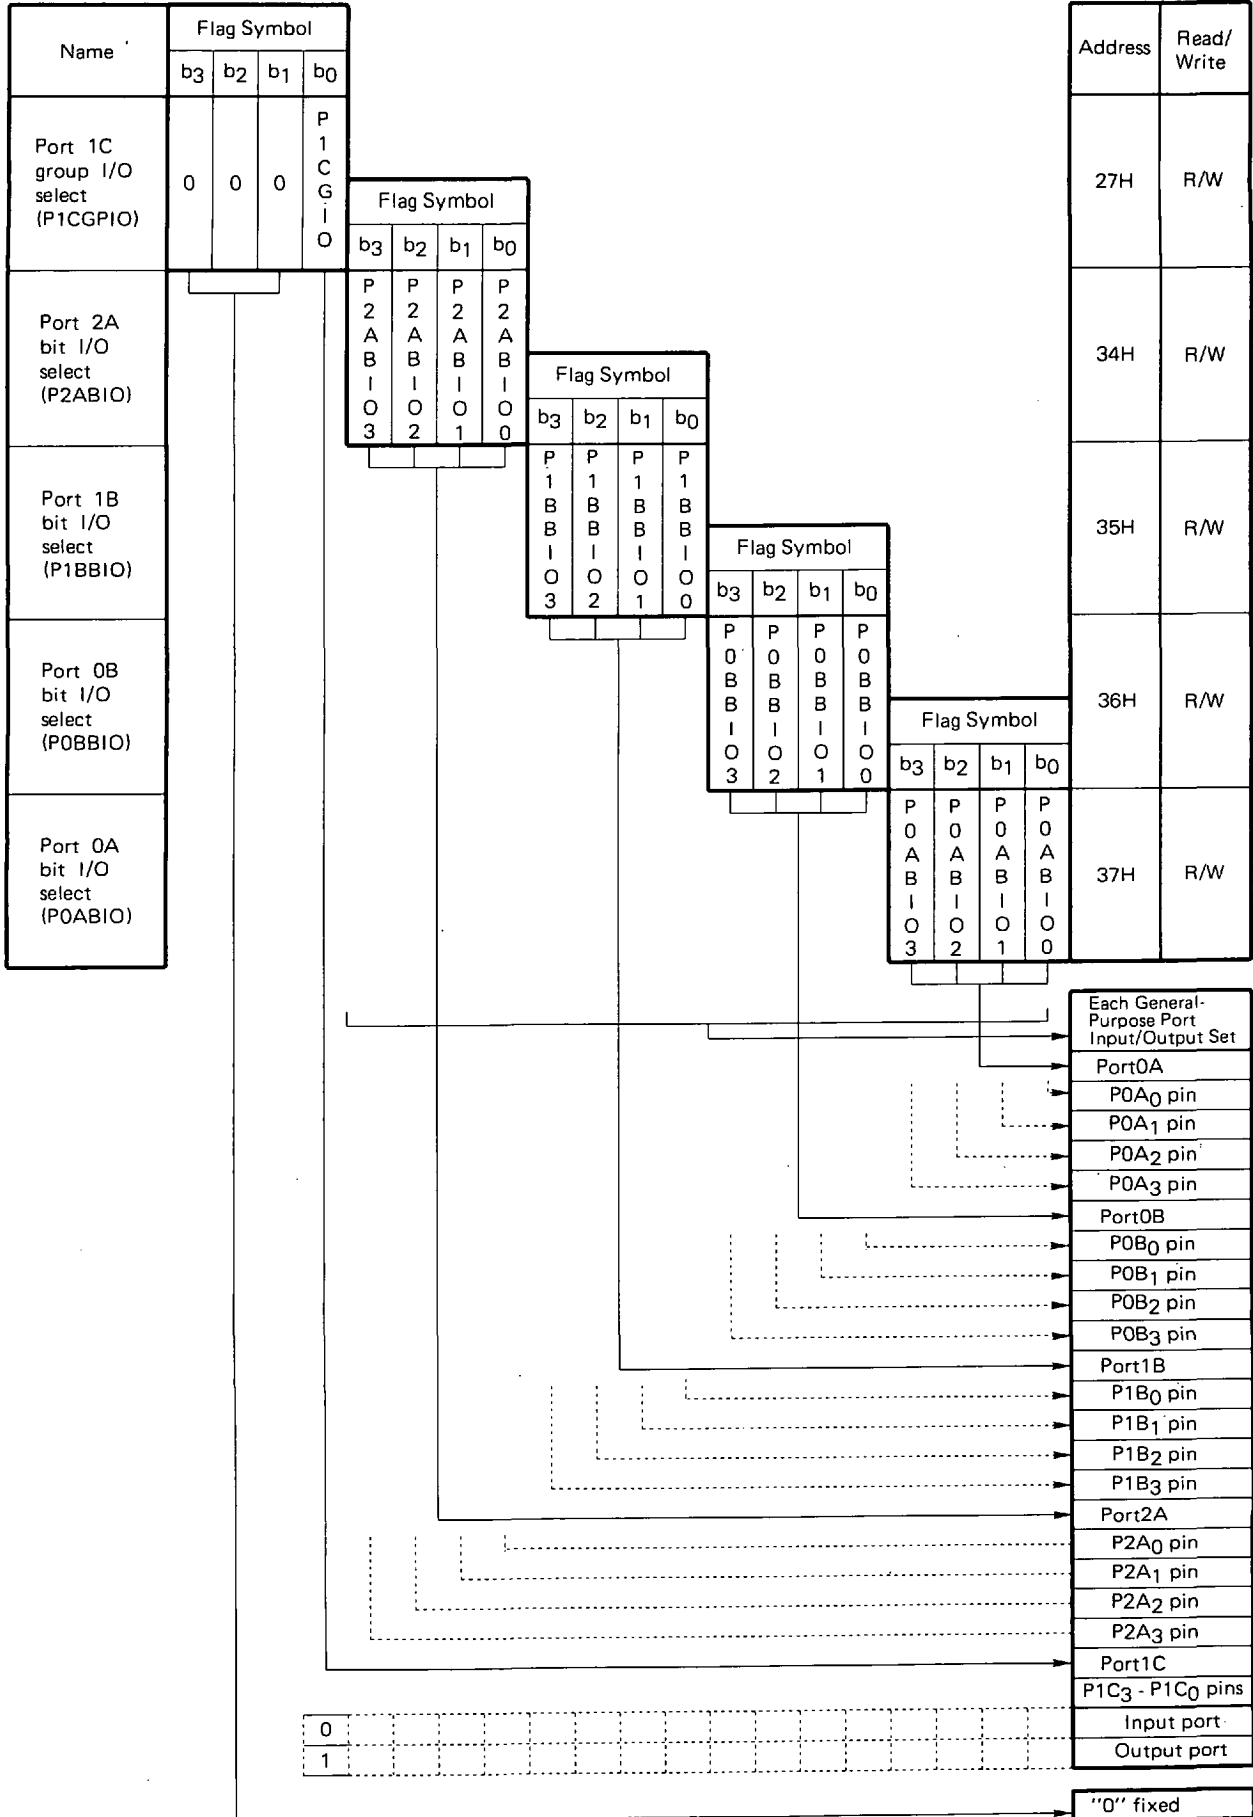 Name
Flag Symbol
b3 b2 b1 b0
Address
Read/
Write
Port 1C
group I/O
select
(P1CGPIO)
0 0 0 P1CGIO
27H R/W
Flag Symbol
b3 b2 b1 b0
Port 2A
bit I/O
select
(P2ABIO)
P2ABIO3 P2ABIO2 P2ABIO1 P2ABIO0
34H R/W
Flag Symbol
b3 b2 b1 b0
Port 1B
bit I/O
select
(P1BBIO)
P1BBIO3 P1BBIO2 P1BBIO1 P1BBIO0
35H R/W
Flag Symbol
b3 b2 b1 b0
Port 0B
bit I/O
select
(P0BBIO)
P0BBIO3 P0BBIO2 P0BBIO1 P0BBIO0
36H R/W
Flag Symbol
b3 b2 b1 b0
Port 0A
bit I/O
select
(P0ABIO)
P0ABIO3 P0ABIO2 P0ABIO1 P0ABIO0
37H R/W
Each General-
Purpose Port
Input/Output Set
Port0A
P0A0 pin
P0A1 pin
P0A2 pin
P0A3 pin
Port0B
P0B0 pin
P0B1 pin
P0B2 pin
P0B3 pin
Port1B
P1B0 pin
P1B1 pin
P1B2 pin
P1B3 pin
Port2A
P2A0 pin
P2A1 pin
P2A2 pin
P2A3 pin
Port1C
P1C3 - P1C0 pins
0 Input port
1 Output port
"0" fixed